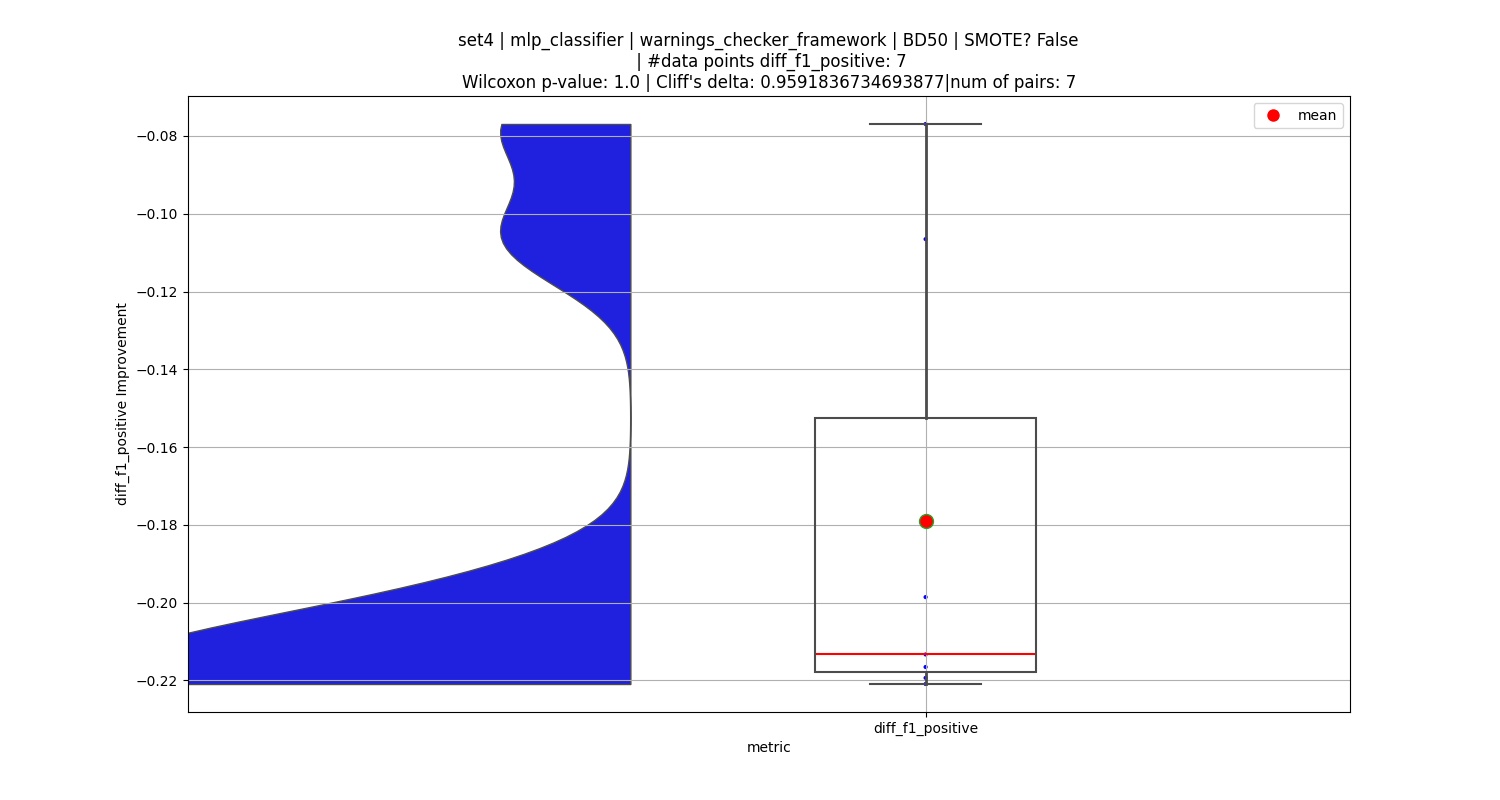 set4 | mlp_classifier | warnings_checker_framework | BD50 | SMOTE? False
| #data points diff_f1_positive: 7
Wilcoxon p-value: 1.0 | Cliff's delta: 0.9591836734693877|num of pairs: 7
mean
−0.08
−0.10
−0.12
−0.14
−0.16
−0.18
−0.20
−0.22
diff_f1_positive Improvement
diff_f1_positive
metric